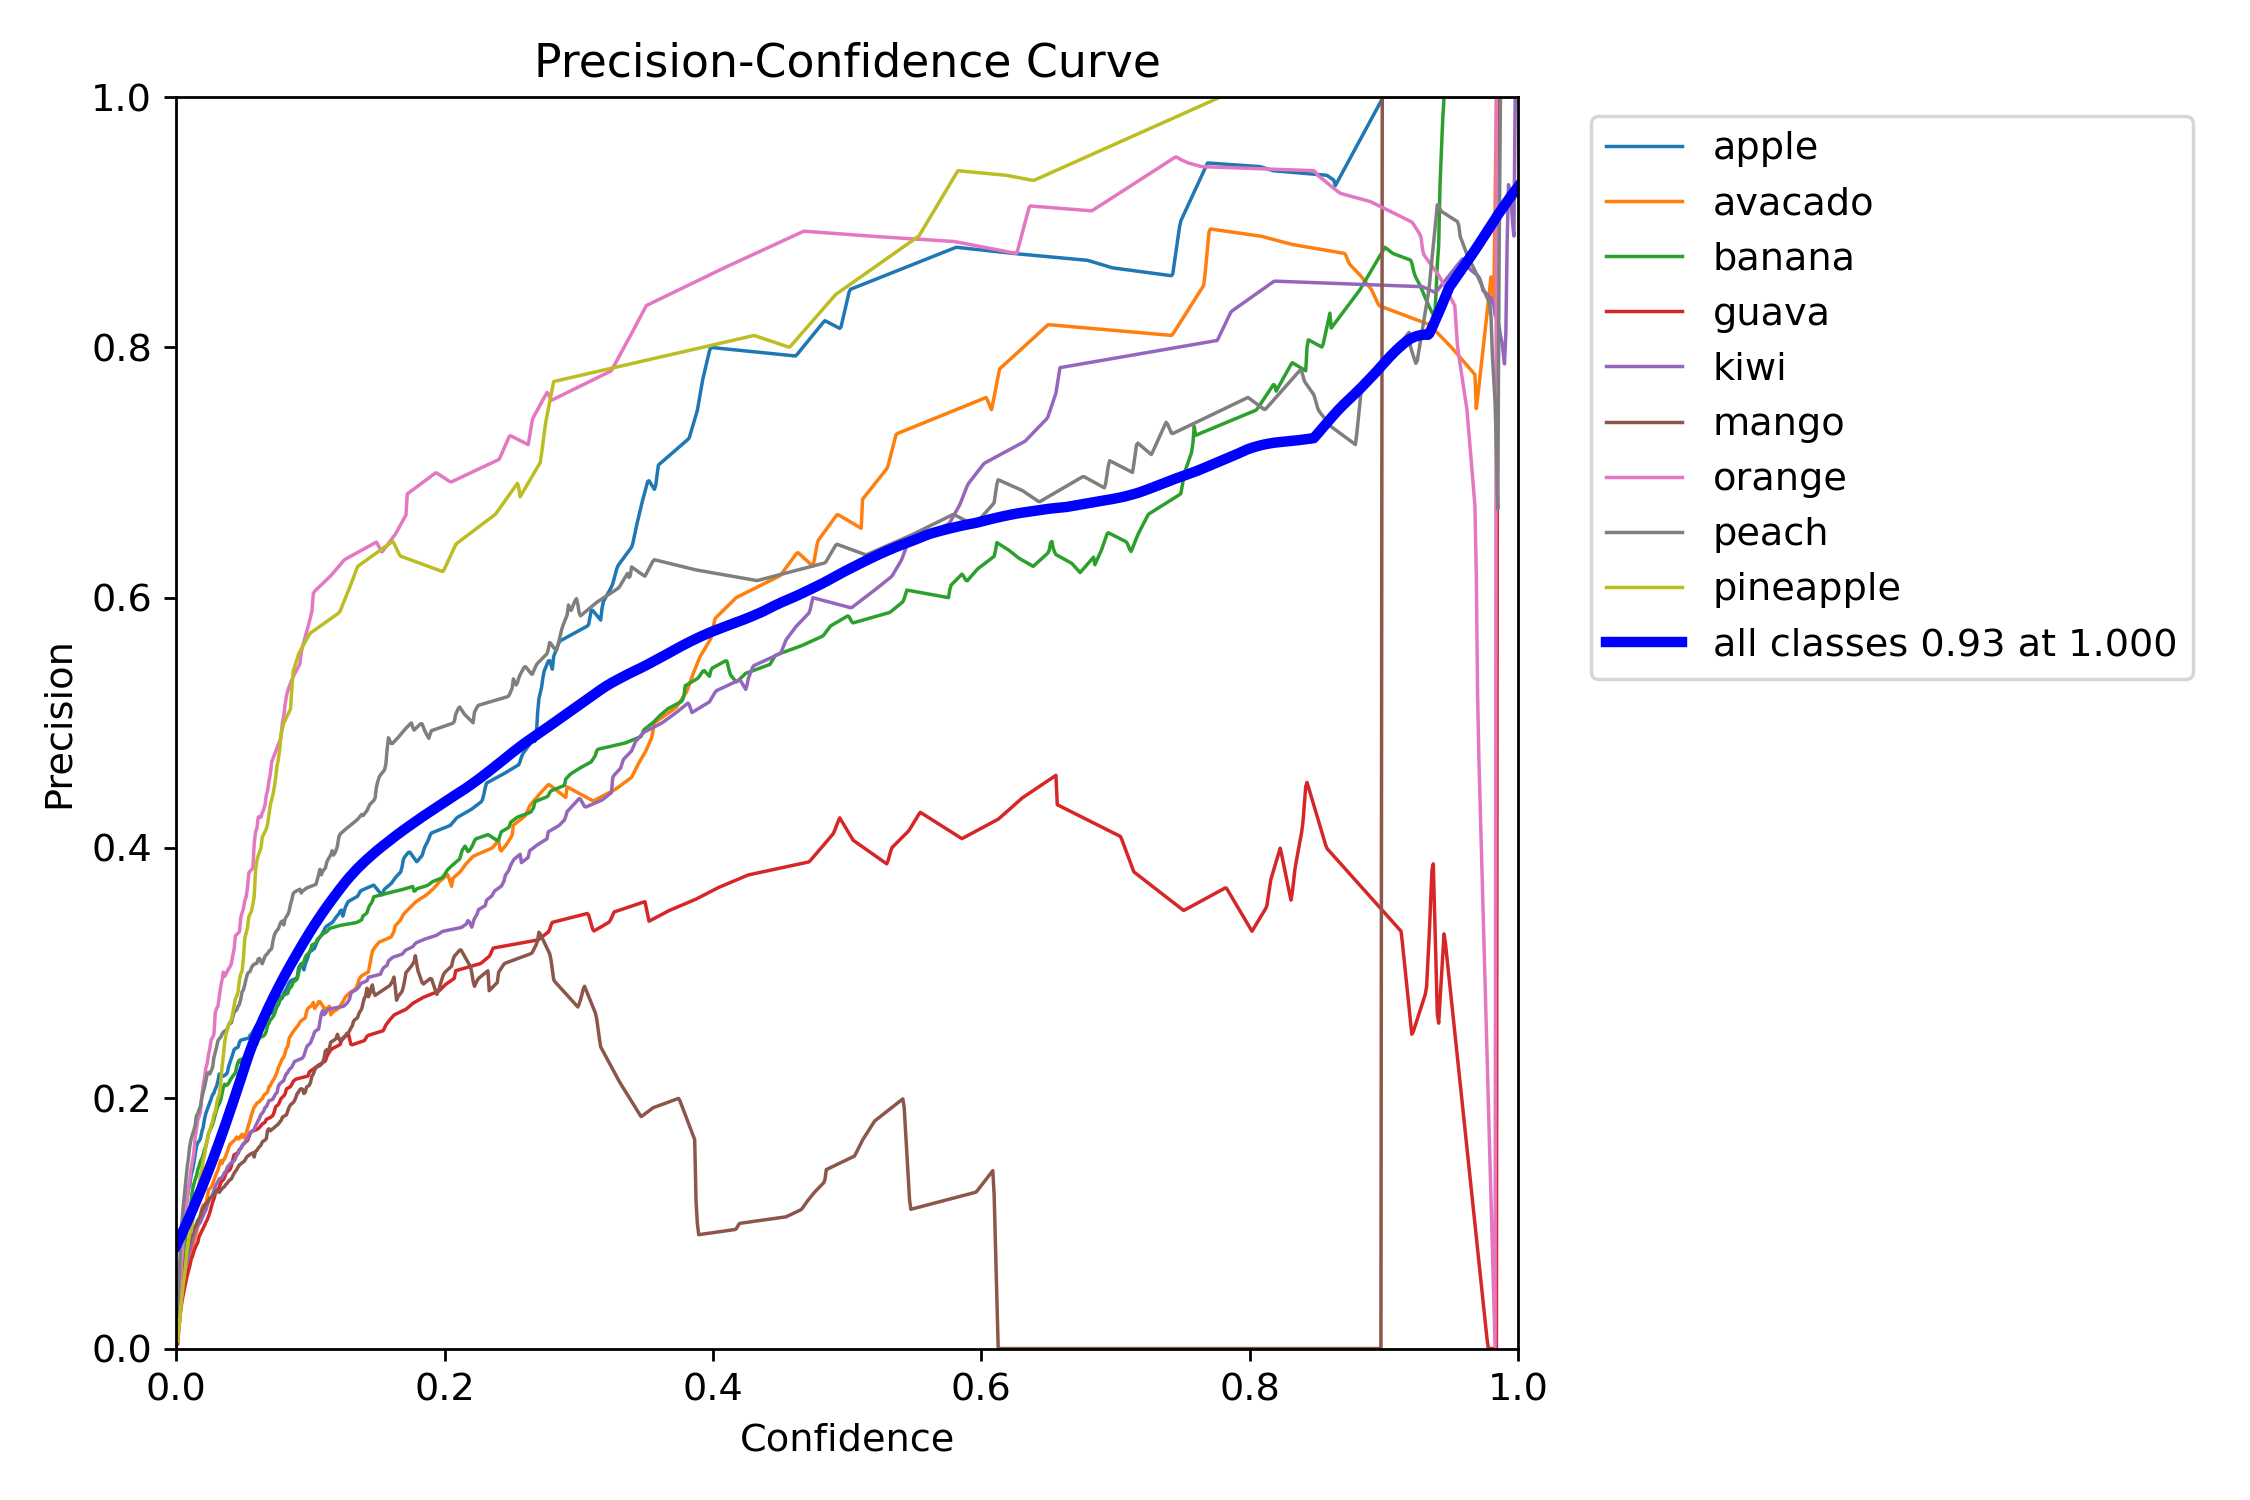 Precision-Confidence Curve
1.0
0.8
0.6
0.4
0.2
0.0
Precision
0.0 0.2 0.4 0.6 0.8 1.0
Confidence
apple
avacado
banana
guava
kiwi
mango
orange
peach
pineapple
all classes 0.93 at 1.000